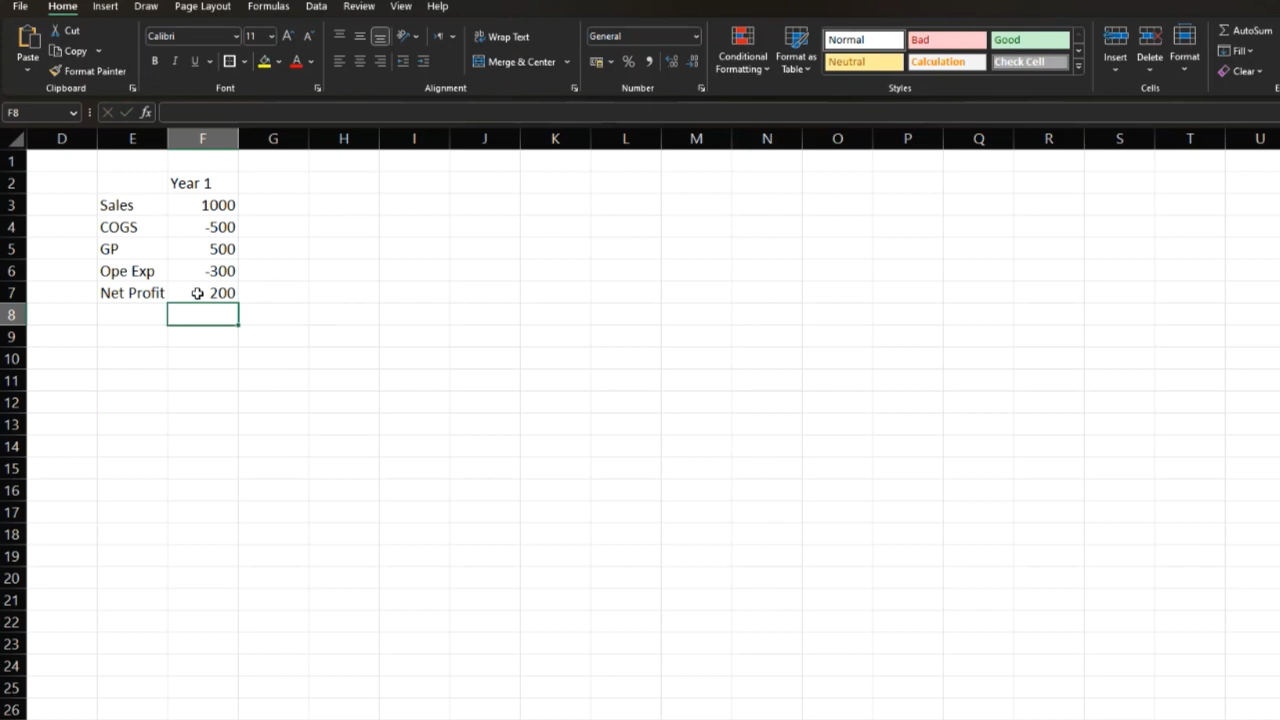 File Home Insert Draw Page Layout Formulas Data Review View Help
Cut Calibri 11 A A Wrap Text General Normal Bad Good AutoSum
Copy
Paste B I U A Merge & Center % Conditional Formatting Format as Table Neutral Calculation Check Cell Insert Delete Format Fill
Format Painter Clear
Clipboard Font Alignment Number Styles Cells
F8 fx
D E F G H I J K L M N O P Q R S T U
1
2 Year 1
3 Sales 1000
4 COGS -500
5 GP 500
6 Ope Exp -300
7 Net Profit 200
8
9
10
11
12
13
14
15
16
17
18
19
20
21
22
23
24
25
26